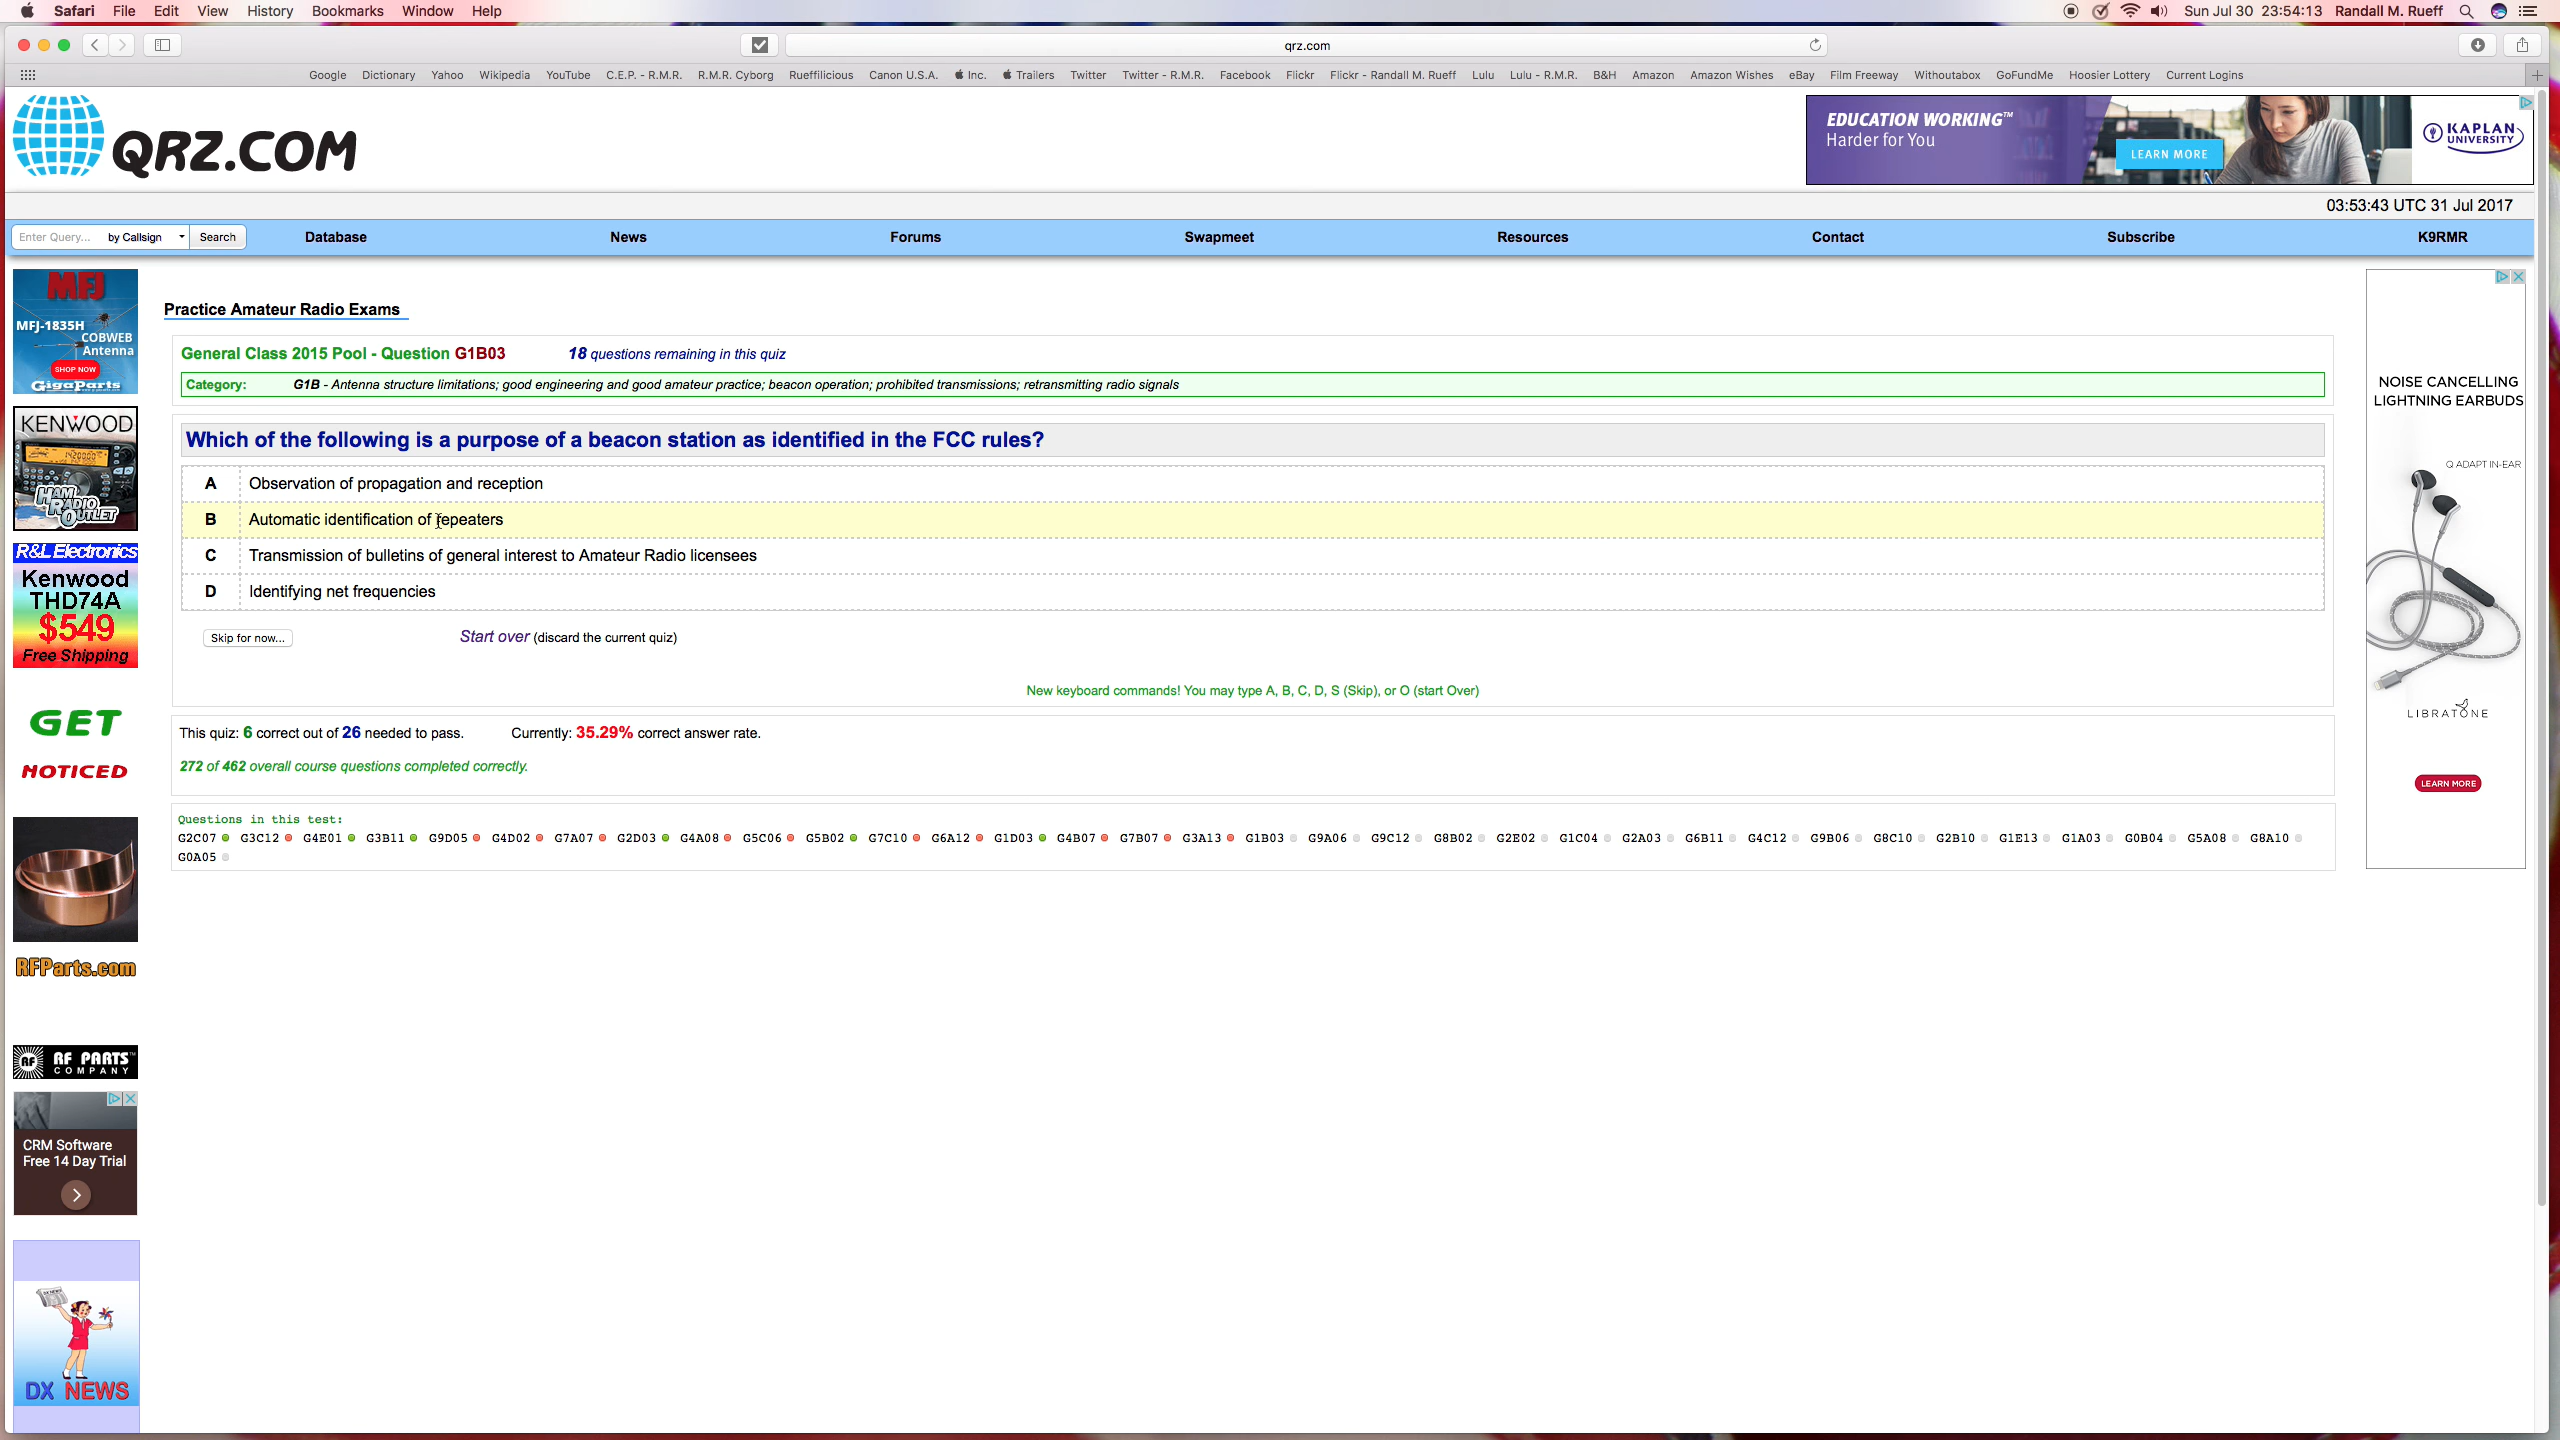 Safari File Edit View History Bookmarks Window Help
Sun Jul 30 23:54:13 Randall M. Rueff
qrz.com
Google Dictionary Yahoo Wikipedia YouTube C.E.P. - R.M.R. R.M.R. Cyborg Rueffilicious Canon U.S.A. Inc. Trailers Twitter Twitter - R.M.R. Facebook Flickr Flickr - Randall M. Rueff Lulu Lulu - R.M.R. B&H Amazon Amazon Wishes eBay Film Freeway Withoutabox GoFundMe Hoosier Lottery Current Logins
QRZ.COM
EDUCATION WORKING™
Harder for You
LEARN MORE
KAPLAN
UNIVERSITY
03:53:43 UTC 31 Jul 2017
Enter Query... by Callsign Search Database News Forums Swapmeet Resources Contact Subscribe K9RMR
MFJ
MFJ-1835H
COBWEB
Antenna
SHOP NOW
GigaParts
KENWOOD
HAM
RADIO
OUTLET
R&L Electronics
Kenwood
THD74A
$549
Free Shipping
GET
NOTICED
RFParts.com
RF PARTS™
COMPANY
CRM Software
Free 14 Day Trial
DX NEWS
Practice Amateur Radio Exams
General Class 2015 Pool - Question G1B03 18 questions remaining in this quiz
Category: G1B - Antenna structure limitations; good engineering and good amateur practice; beacon operation; prohibited transmissions; retransmitting radio signals
Which of the following is a purpose of a beacon station as identified in the FCC rules?
A Observation of propagation and reception
B Automatic identification of repeaters
C Transmission of bulletins of general interest to Amateur Radio licensees
D Identifying net frequencies
Skip for now... Start over (discard the current quiz)
New keyboard commands! You may type A, B, C, D, S (Skip), or O (start Over)
This quiz: 6 correct out of 26 needed to pass. Currently: 35.29% correct answer rate.
272 of 462 overall course questions completed correctly.
Questions in this test:
G2C07 G3C12 G4E01 G3B11 G9D05 G4D02 G7A07 G2D03 G4A08 G5C06 G5B02 G7C10 G6A12 G1D03 G4B07 G7B07 G3A13 G1B03 G9A06 G9C12 G8B02 G2E02 G1C04 G2A03 G6B11 G4C12 G9B06 G8C10 G2B10 G1E13 G1A03 G0B04 G5A08 G8A10
G0A05
NOISE CANCELLING
LIGHTNING EARBUDS
Q ADAPT IN-EAR
LIBRATONE
LEARN MORE